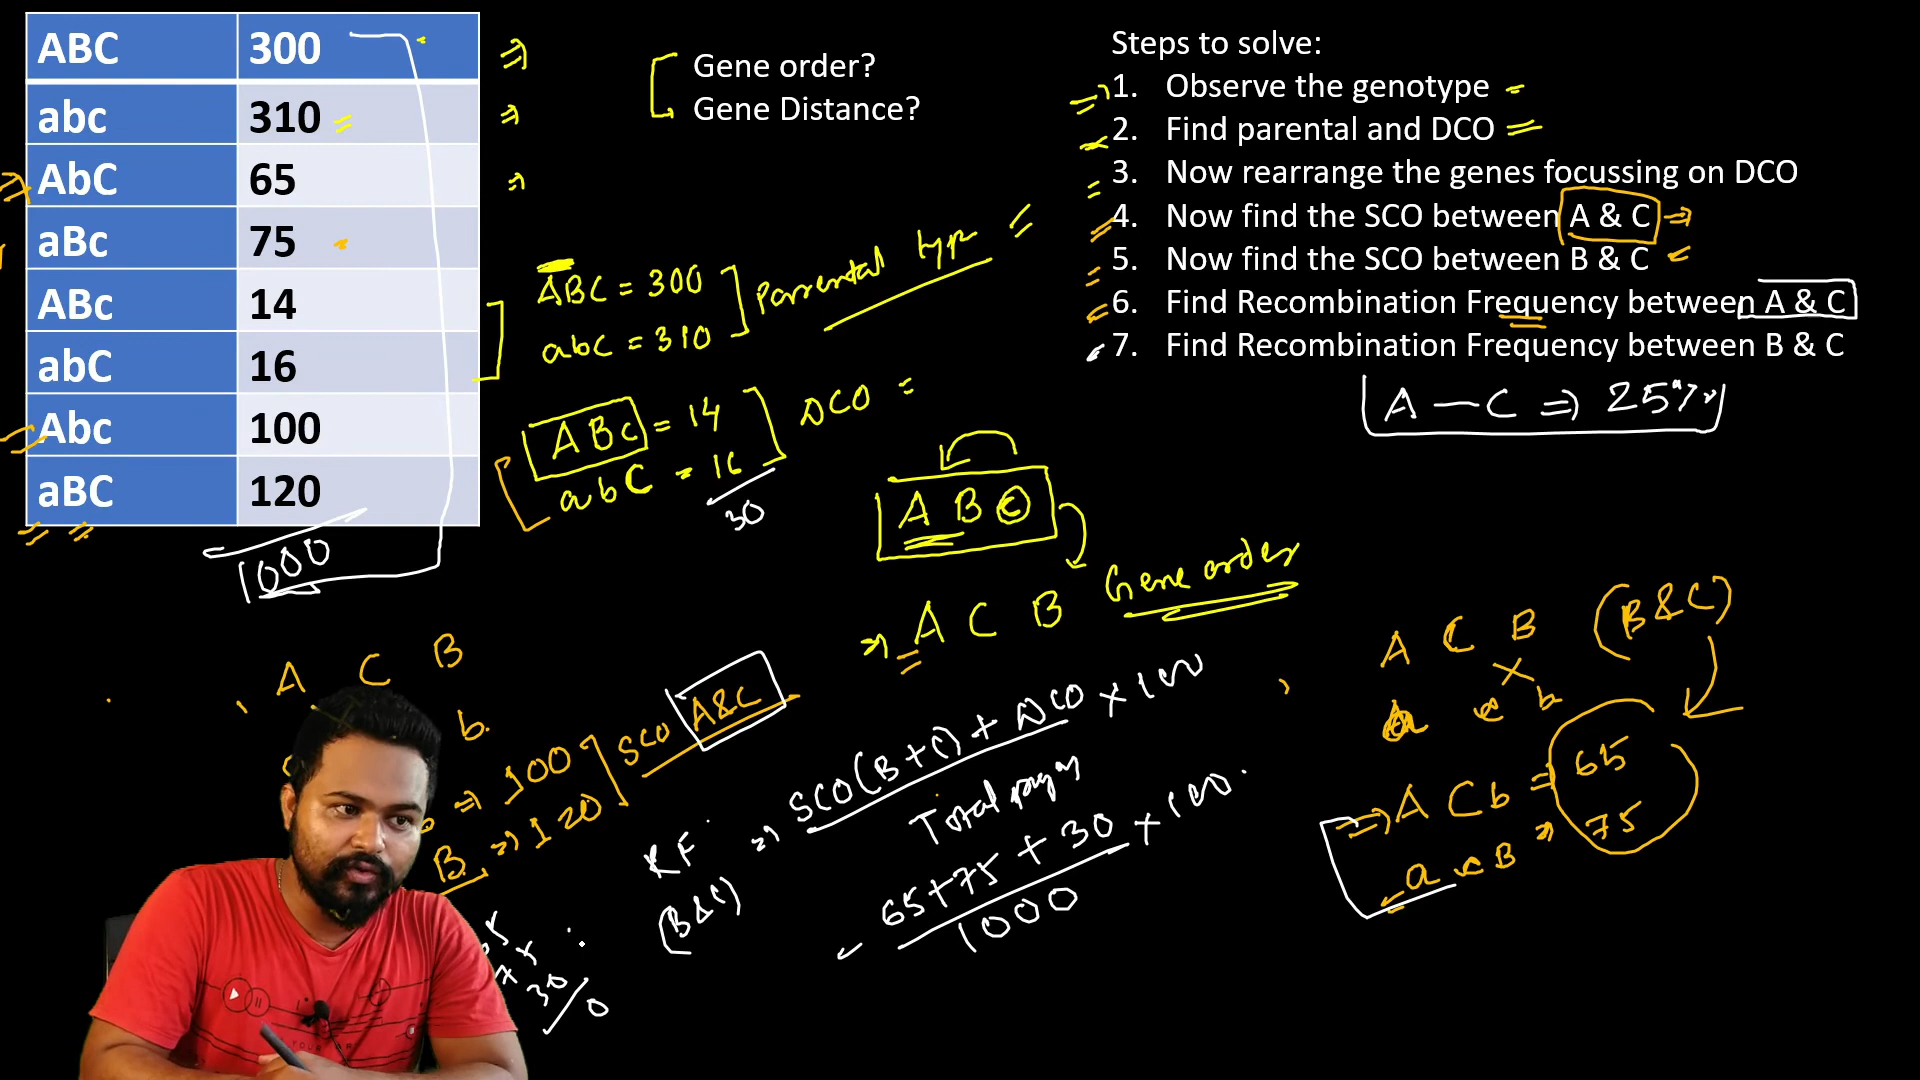 ABC 300
abc 310
AbC 65
aBc 75
ABc 14
abC 16
Abc 100
aBC 120
1000
Gene order?
Gene Distance?
Steps to solve:
1. Observe the genotype
2. Find parental and DCO
3. Now rearrange the genes focussing on DCO
4. Now find the SCO between A & C
5. Now find the SCO between B & C
6. Find Recombination Frequency between A & C
7. Find Recombination Frequency between B & C
A — C ⇒ 25%
ABC = 300
abc = 310
Parental type
ABc = 14
abC = 16
30
DCO =
A B C
⇒ A C B Gene order
A C B
b
⇒ 100
B ⇒ 120
SCO A&C
RF
(B&C)
⇒ SCO(B+C) + DCO × 100
Total
= 65+75+30 × 100
1000
30
0
A C B (B&C)
a c b
⇒ A C b = 65
a c B ⇒ 75